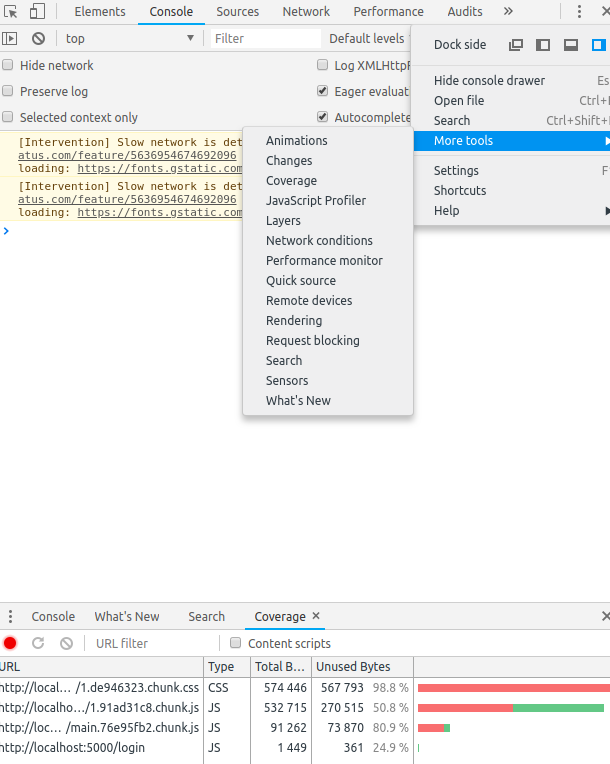 Elements Console Sources Network Performance Audits »
top Filter Default levels
Hide network Log XMLHttpR
Preserve log Eager evaluat
Selected context only Autocomplete
[Intervention] Slow network is det
atus.com/feature/5636954674692096
loading: https://fonts.gstatic.com
[Intervention] Slow network is det
atus.com/feature/5636954674692096
loading: https://fonts.gstatic.com
Dock side
Hide console drawer Es
Open file Ctrl+
Search Ctrl+Shift+
More tools
Settings
Shortcuts
Help
Animations
Changes
Coverage
JavaScript Profiler
Layers
Network conditions
Performance monitor
Quick source
Remote devices
Rendering
Request blocking
Search
Sensors
What's New
Console What's New Search Coverage ×
URL filter Content scripts
URL Type Total B... Unused Bytes
http://local... /1.de946323.chunk.css CSS 574 446 567 793 98.8 %
http://localho... /1.91ad31c8.chunk.js JS 532 715 270 515 50.8 %
http://loc... /main.76e95fb2.chunk.js JS 91 262 73 870 80.9 %
http://localhost:5000/login JS 1 449 361 24.9 %